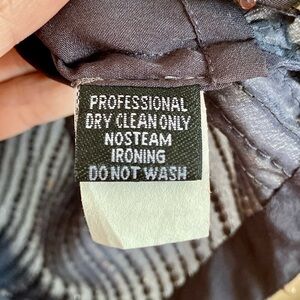 PROFESSIONAL
DRY CLEAN ONLY
NOSTEAM
IRONING
DO NOT WASH